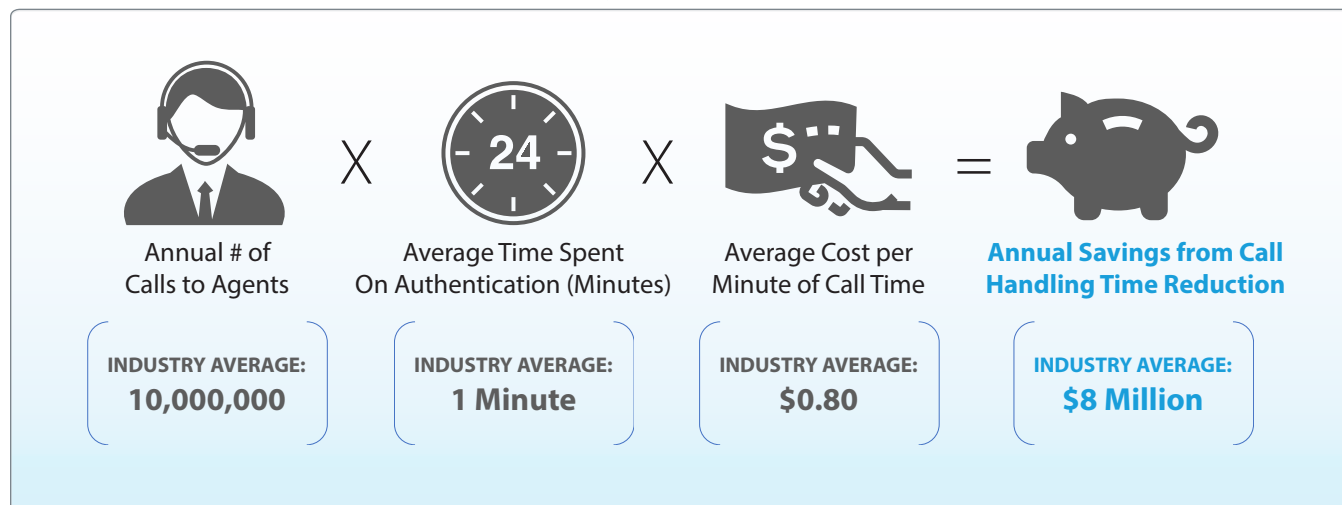 24
$
X
X
=
Annual # of
Calls to Agents
Average Time Spent
On Authentication (Minutes)
Average Cost per
Minute of Call Time
Annual Savings from Call
Handling Time Reduction
INDUSTRY AVERAGE:
10,000,000
INDUSTRY AVERAGE:
1 Minute
INDUSTRY AVERAGE:
$0.80
INDUSTRY AVERAGE:
$8 Million